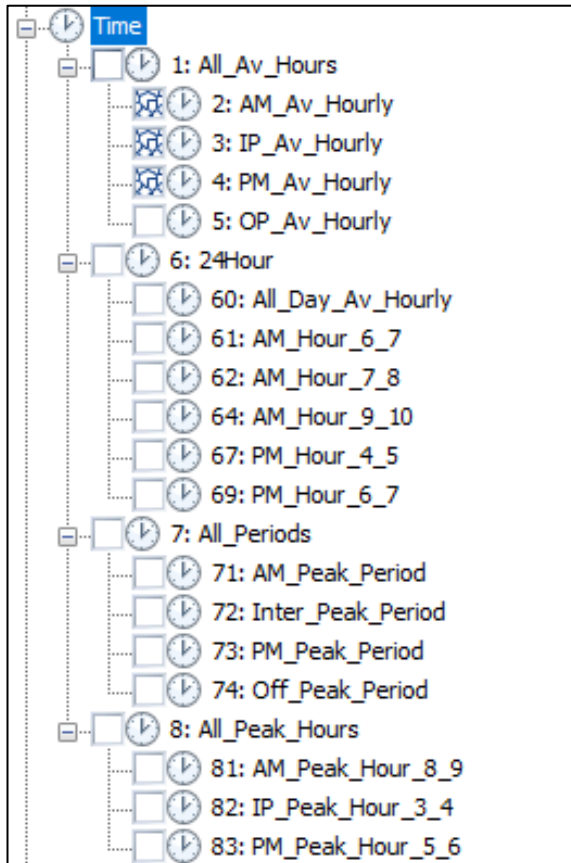 Time
1: All_Av_Hours
2: AM_Av_Hourly
3: IP_Av_Hourly
4: PM_Av_Hourly
5: OP_Av_Hourly
6: 24Hour
60: All_Day_Av_Hourly
61: AM_Hour_6_7
62: AM_Hour_7_8
64: AM_Hour_9_10
67: PM_Hour_4_5
69: PM_Hour_6_7
7: All_Periods
71: AM_Peak_Period
72: Inter_Peak_Period
73: PM_Peak_Period
74: Off_Peak_Period
8: All_Peak_Hours
81: AM_Peak_Hour_8_9
82: IP_Peak_Hour_3_4
83: PM_Peak_Hour_5_6